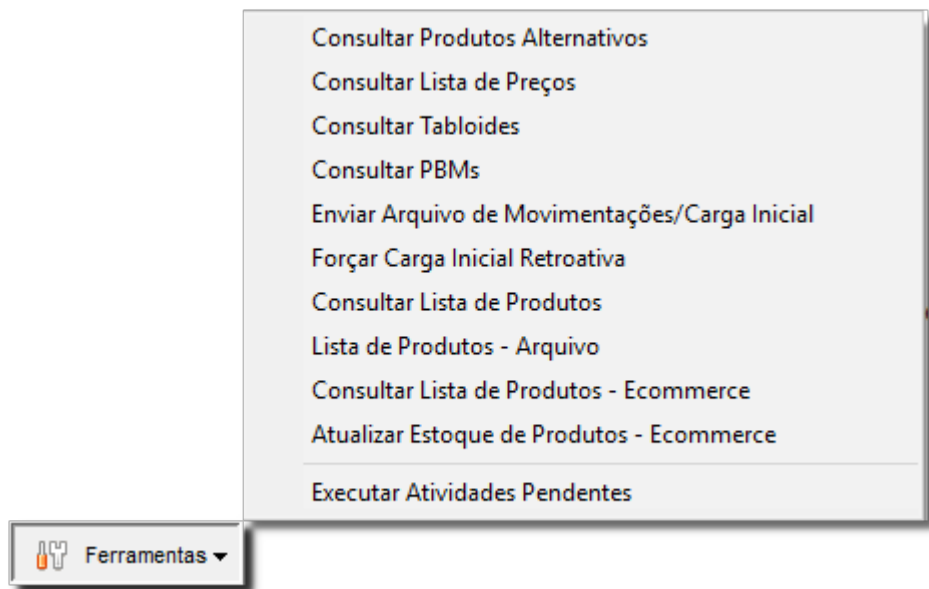 Consultar Produtos Alternativos
Consultar Lista de Preços
Consultar Tabloides
Consultar PBMs
Enviar Arquivo de Movimentações/Carga Inicial
Forçar Carga Inicial Retroativa
Consultar Lista de Produtos
Lista de Produtos - Arquivo
Consultar Lista de Produtos - Ecommerce
Atualizar Estoque de Produtos - Ecommerce
Executar Atividades Pendentes
Ferramentas